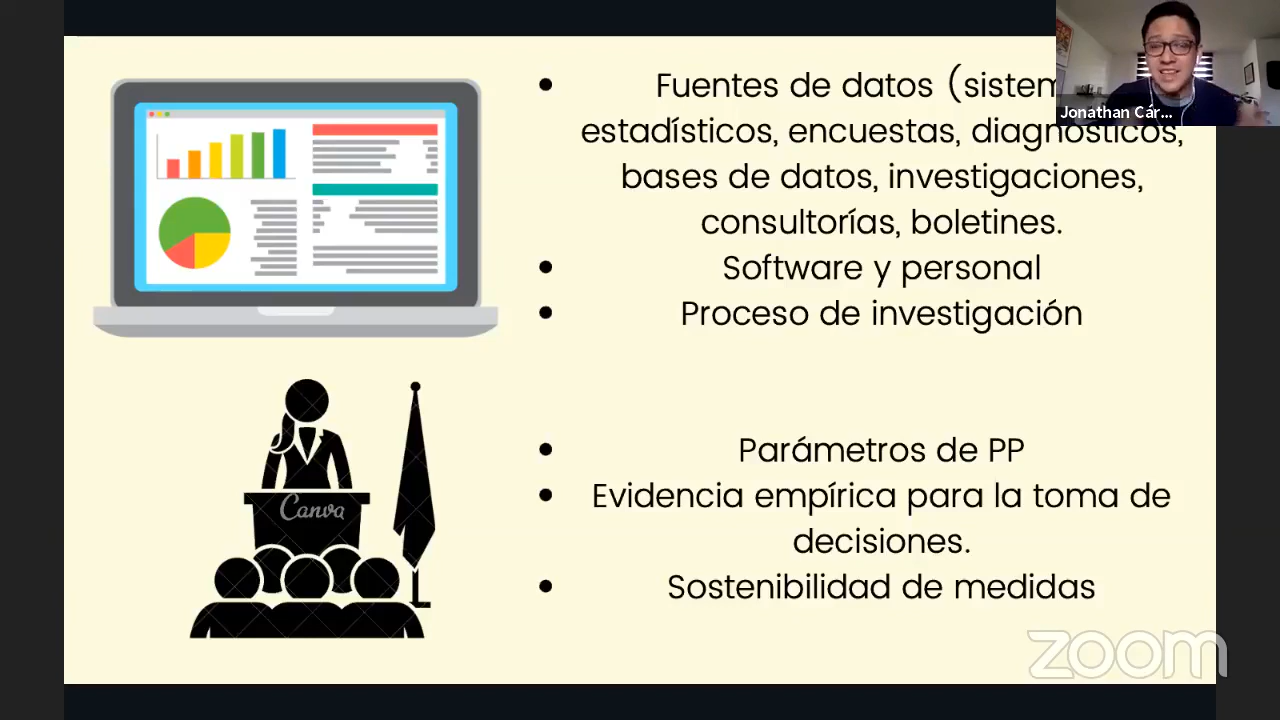 Fuentes de datos (sistem
estadísticos, encuestas, diagnósticos,
bases de datos, investigaciones,
consultorías, boletines.
Software y personal
Proceso de investigación
Parámetros de PP
Evidencia empírica para la toma de
decisiones.
Sostenibilidad de medidas
Jonathan Cár...
Canva
zoom